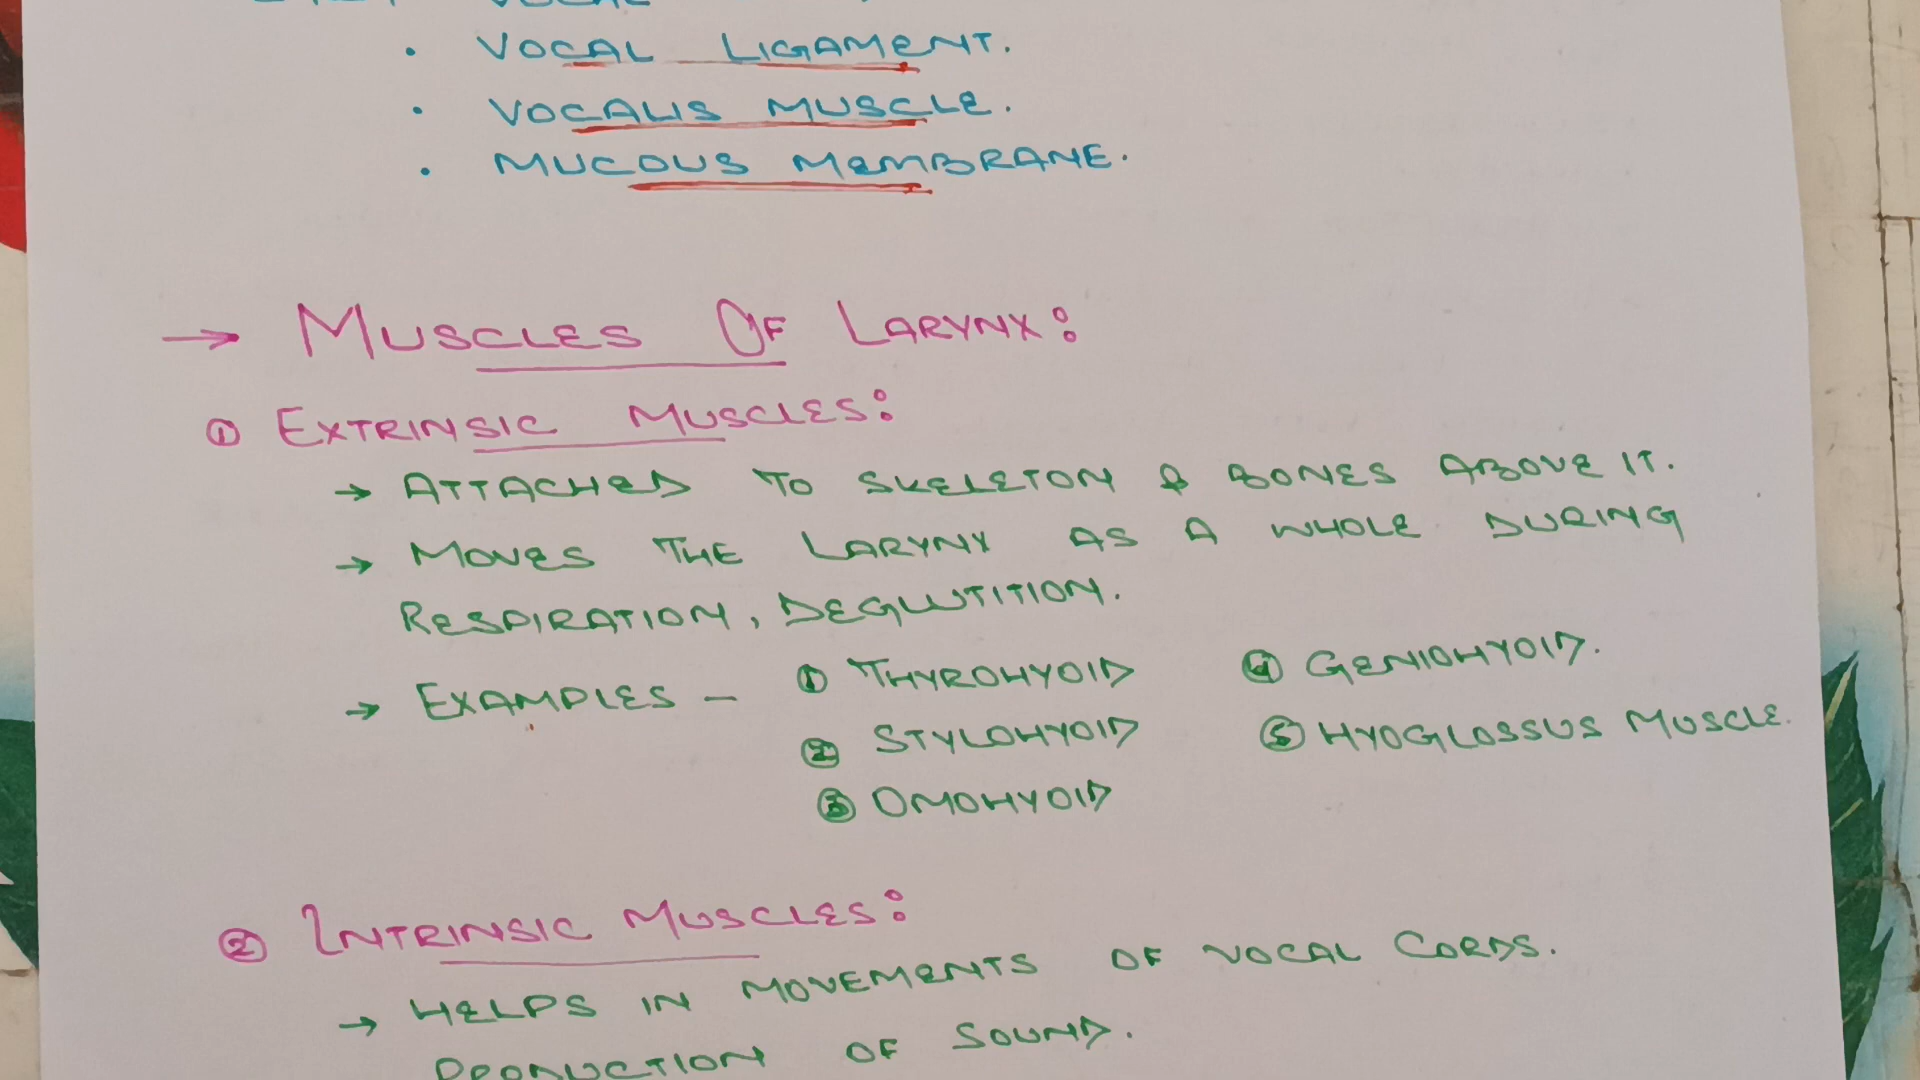 VOCAL
• VOCAL LIGAMENT.
• VOCALIS MUSCLE.
• MUCOUS MEMBRANE.
→ MUSCLES OF LARYNX:
① EXTRINSIC MUSCLES:
→ ATTACHED TO SKELETON & BONES ABOVE IT.
→ MOVES THE LARYNX AS A WHOLE DURING
RESPIRATION, DEGLUTITION.
→ EXAMPLES – ① THYROHYOID ④ GENIOHYOID.
② STYLOHYOID ⑤ HYOGLOSSUS MUSCLE.
③ OMOHYOID
② INTRINSIC MUSCLES:
→ HELPS IN MOVEMENTS OF VOCAL CORDS.
PRODUCTION OF SOUND.